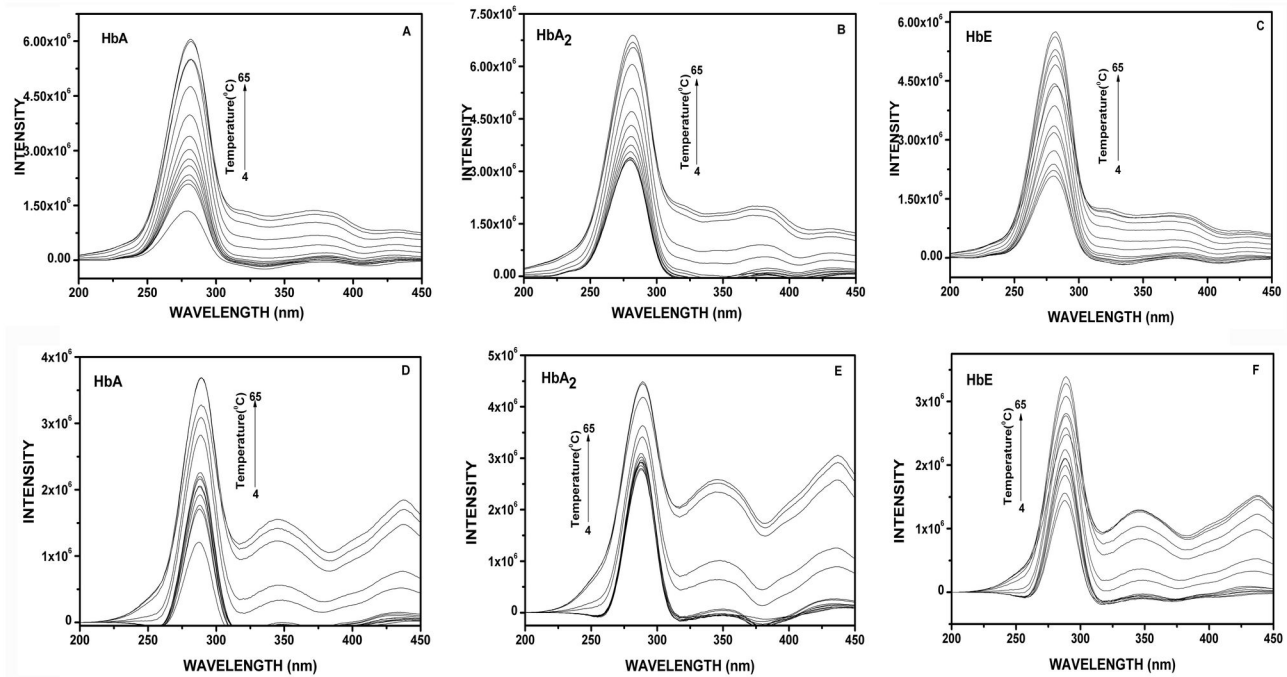 HbA
A
6.00x10⁶
4.50x10⁶
3.00x10⁶
1.50x10⁶
0.00
INTENSITY
Temperature(⁰C)
65
4
200 250 300 350 400 450
WAVELENGTH (nm)
HbA₂
B
7.50x10⁶
6.00x10⁶
4.50x10⁶
3.00x10⁶
1.50x10⁶
0.00
INTENSITY
Temperature(⁰C)
65
4
200 250 300 350 400 450
WAVELENGTH (nm)
HbE
C
6.00x10⁶
4.50x10⁶
3.00x10⁶
1.50x10⁶
0.00
INTENSITY
Temperature(⁰C)
65
4
200 250 300 350 400 450
WAVELENGTH (nm)
HbA
D
4x10⁶
3x10⁶
2x10⁶
1x10⁶
0
INTENSITY
Temperature(⁰C)
65
4
200 250 300 350 400 450
WAVELENGTH (nm)
HbA₂
E
5x10⁶
4x10⁶
3x10⁶
2x10⁶
1x10⁶
0
INTENSITY
Temperature(⁰C)
65
4
200 250 300 350 400 450
WAVELENGTH (nm)
HbE
F
3x10⁶
2x10⁶
1x10⁶
0
INTENSITY
Temperature(⁰C)
65
4
200 250 300 350 400 450
WAVELENGTH (nm)